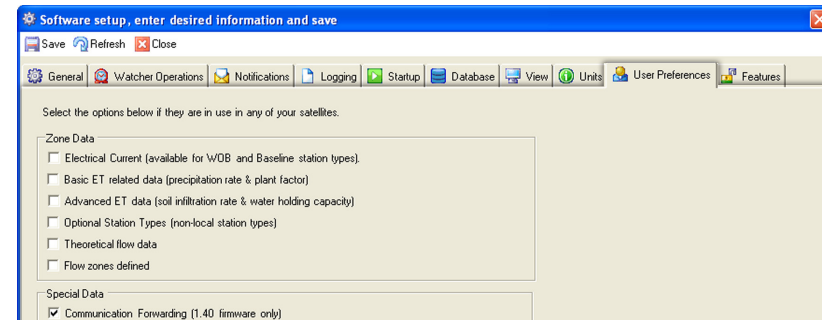 Software setup, enter desired information and save
Save Refresh Close
General Watcher Operations Notifications Logging Startup Database View Units User Preferences Features
Select the options below if they are in use in any of your satellites.
Zone Data
Electrical Current (available for WOB and Baseline station types).
Basic ET related data (precipitation rate & plant factor)
Advanced ET data (soil infiltration rate & water holding capacity)
Optional Station Types (non-local station types)
Theoretical flow data
Flow zones defined
Special Data
Communication Forwarding (1.40 firmware only)